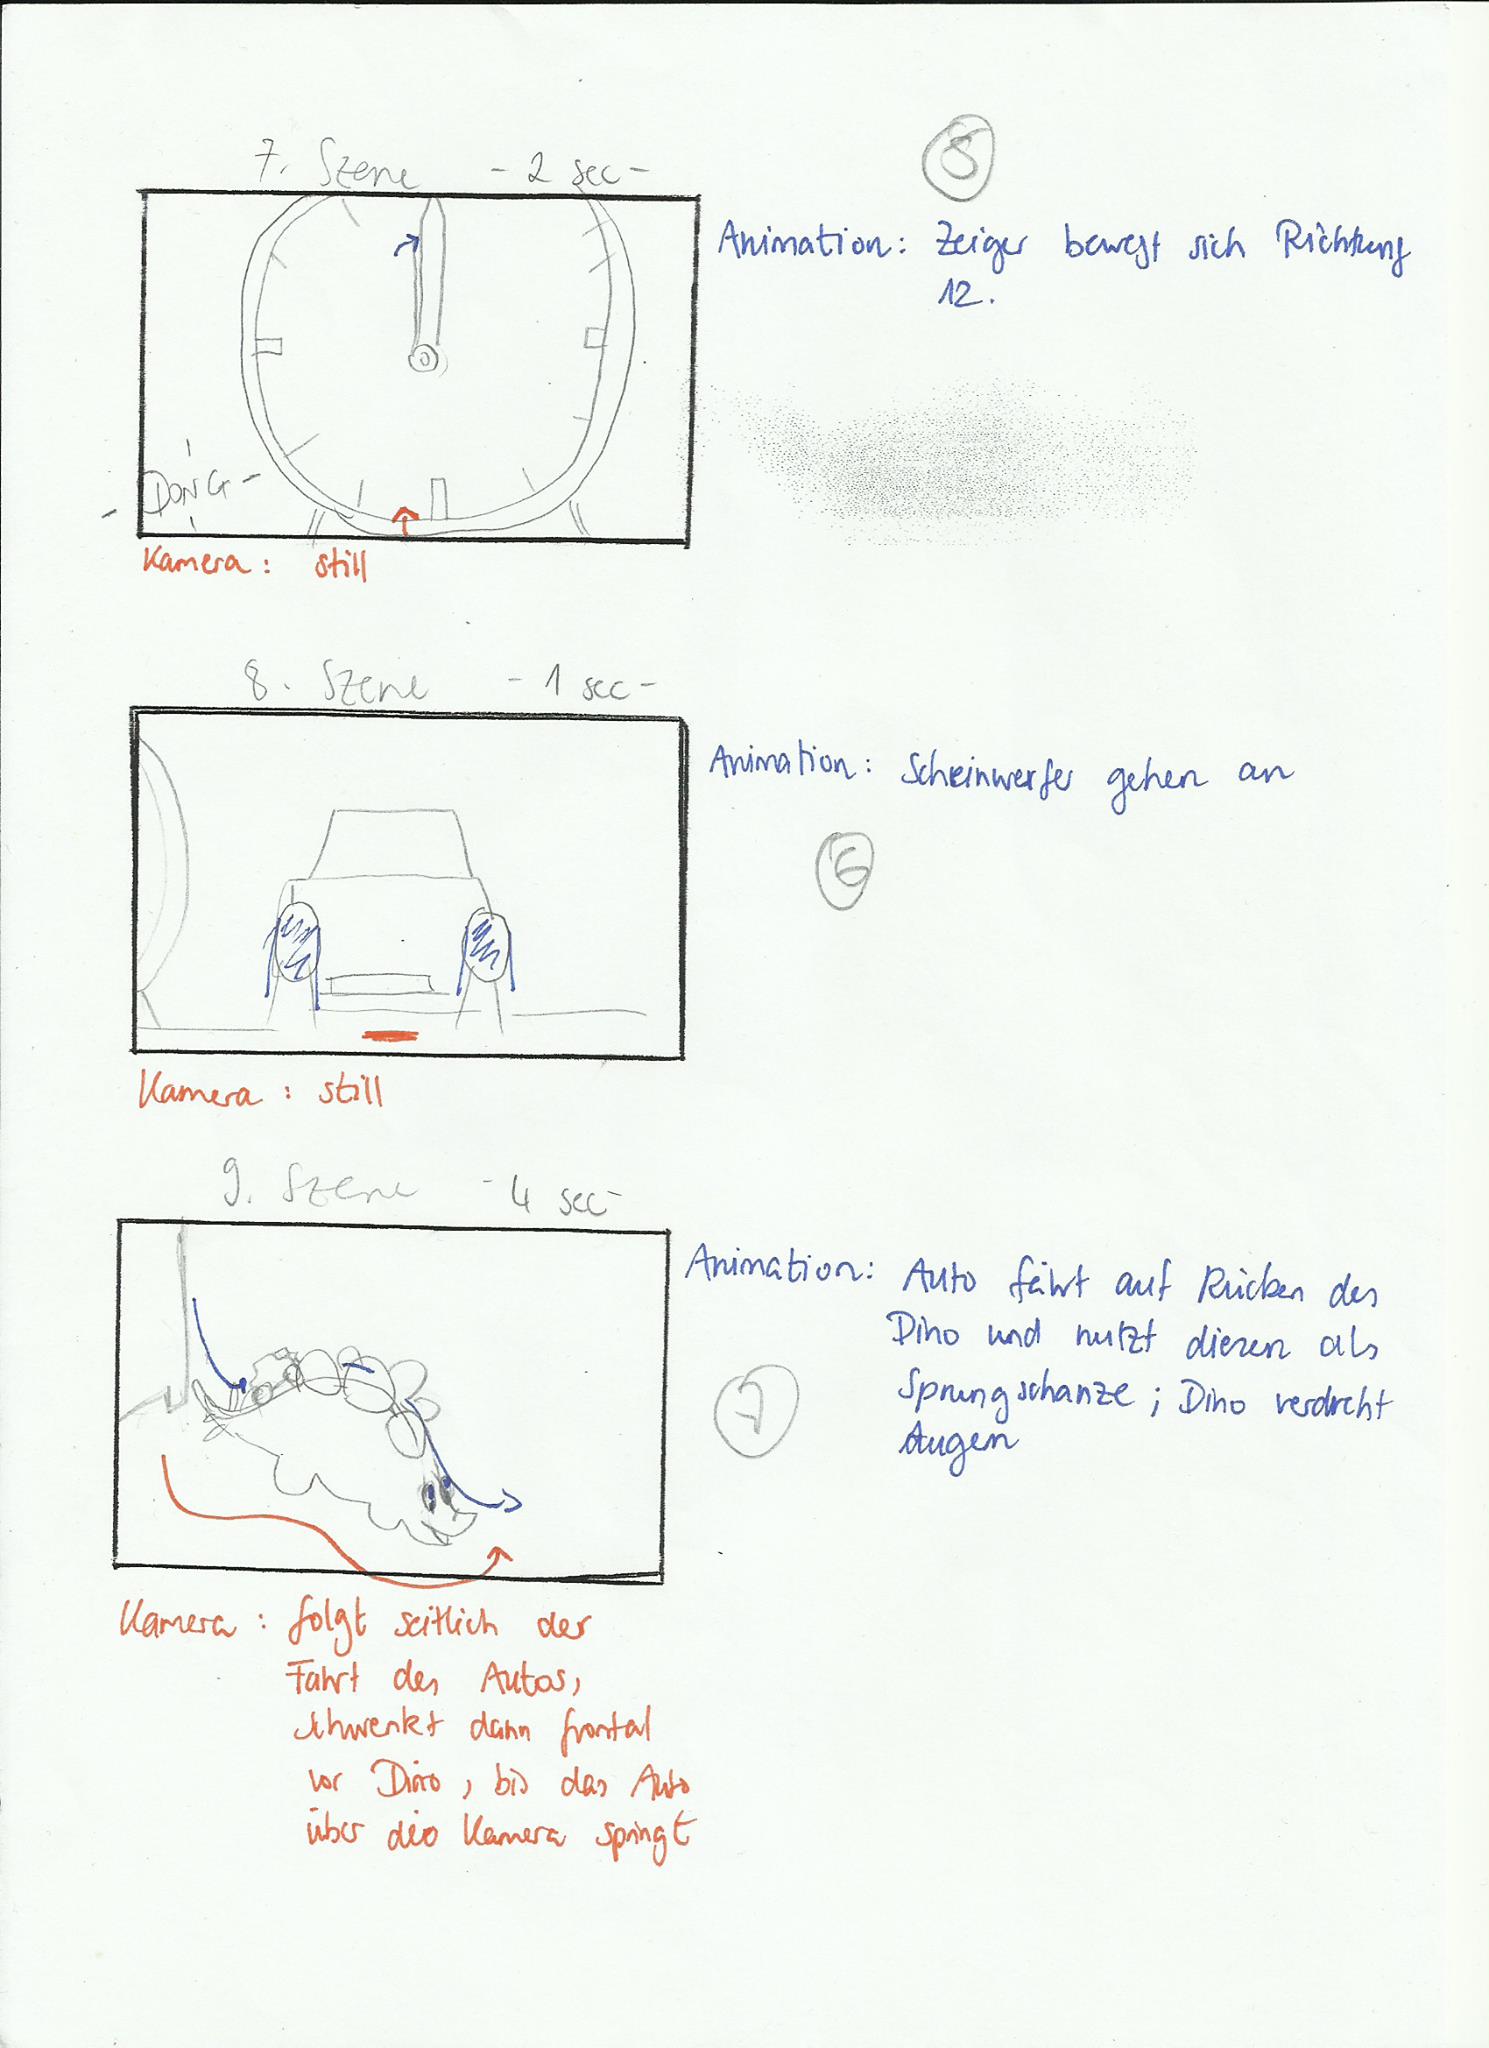 7. Szene - 2 sec -
5
Animation: Zeiger bewegt sich Richtung
12.
DONG
Kamera: still
8. Szene - 1 sec -
Animation: Scheinwerfer gehen an
6
Kamera: still
9. Szene - 4 sec -
Animation: Auto fährt auf Rücken des
Dino und nutzt diesen als
Sprungschanze; Dino verdreht
Augen
7
Kamera: folgt seitlich der
Fahrt des Autos,
schwenkt dann frontal
vor Dino, bis das Auto
über die Kamera springt